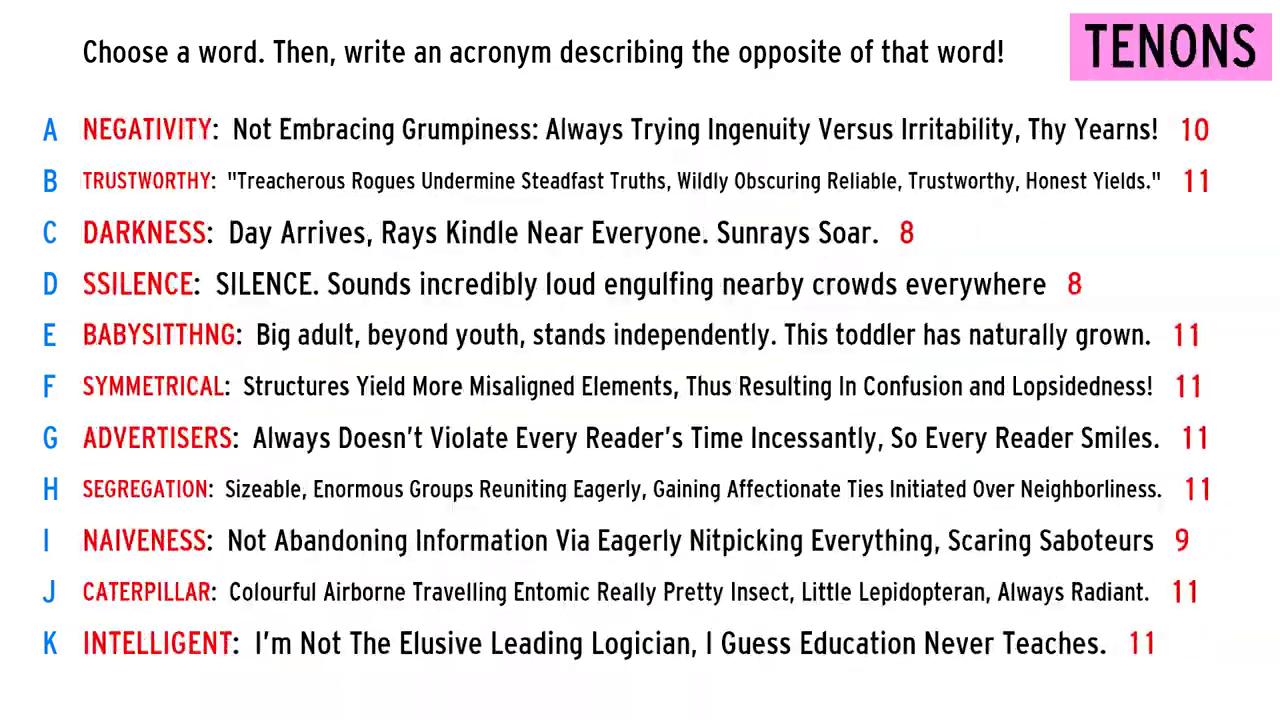 Choose a word. Then, write an acronym describing the opposite of that word!
TENONS
A NEGATIVITY: Not Embracing Grumpiness: Always Trying Ingenuity Versus Irritability, Thy Yearns! 10
B TRUSTWORTHY: "Treacherous Rogues Undermine Steadfast Truths, Wildly Obscuring Reliable, Trustworthy, Honest Yields." 11
C DARKNESS: Day Arrives, Rays Kindle Near Everyone. Sunrays Soar. 8
D SSILENCE: SILENCE. Sounds incredibly loud engulfing nearby crowds everywhere 8
E BABYSITTHNG: Big adult, beyond youth, stands independently. This toddler has naturally grown. 11
F SYMMETRICAL: Structures Yield More Misaligned Elements, Thus Resulting In Confusion and Lopsidedness! 11
G ADVERTISERS: Always Doesn't Violate Every Reader's Time Incessantly, So Every Reader Smiles. 11
H SEGREGATION: Sizeable, Enormous Groups Reuniting Eagerly, Gaining Affectionate Ties Initiated Over Neighborliness. 11
I NAIVENESS: Not Abandoning Information Via Eagerly Nitpicking Everything, Scaring Saboteurs 9
J CATERPILLAR: Colourful Airborne Travelling Entomic Really Pretty Insect, Little Lepidopteran, Always Radiant. 11
K INTELLIGENT: I'm Not The Elusive Leading Logician, I Guess Education Never Teaches. 11